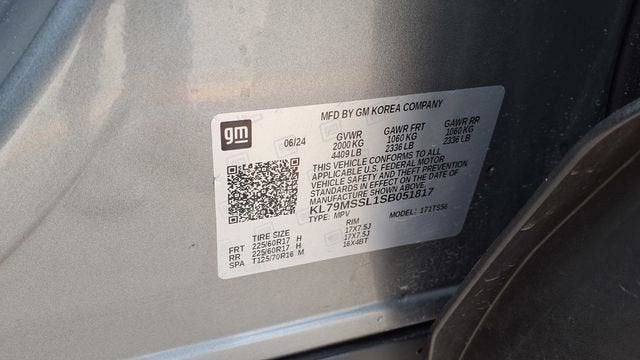 MFD BY GM KOREA COMPANY
gm
06/24 GVWR GAWR FRT GAWR RR
2000 KG 1060 KG 1060 KG
4409 LB 2336 LB 2336 LB
THIS VEHICLE CONFORMS TO ALL
APPLICABLE U.S. FEDERAL MOTOR
VEHICLE SAFETY AND THEFT PREVENTION
STANDARDS IN EFFECT ON THE DATE OF
MANUFACTURE SHOWN ABOVE.
KL79MSSL1SB051817
TYPE: MPV MODEL: 171TS56
TIRE SIZE RIM
FRT 225/60R17 H 17X7.5J
RR 225/60R17 H 17X7.5J
SPA T125/70R16 M 16X4BT